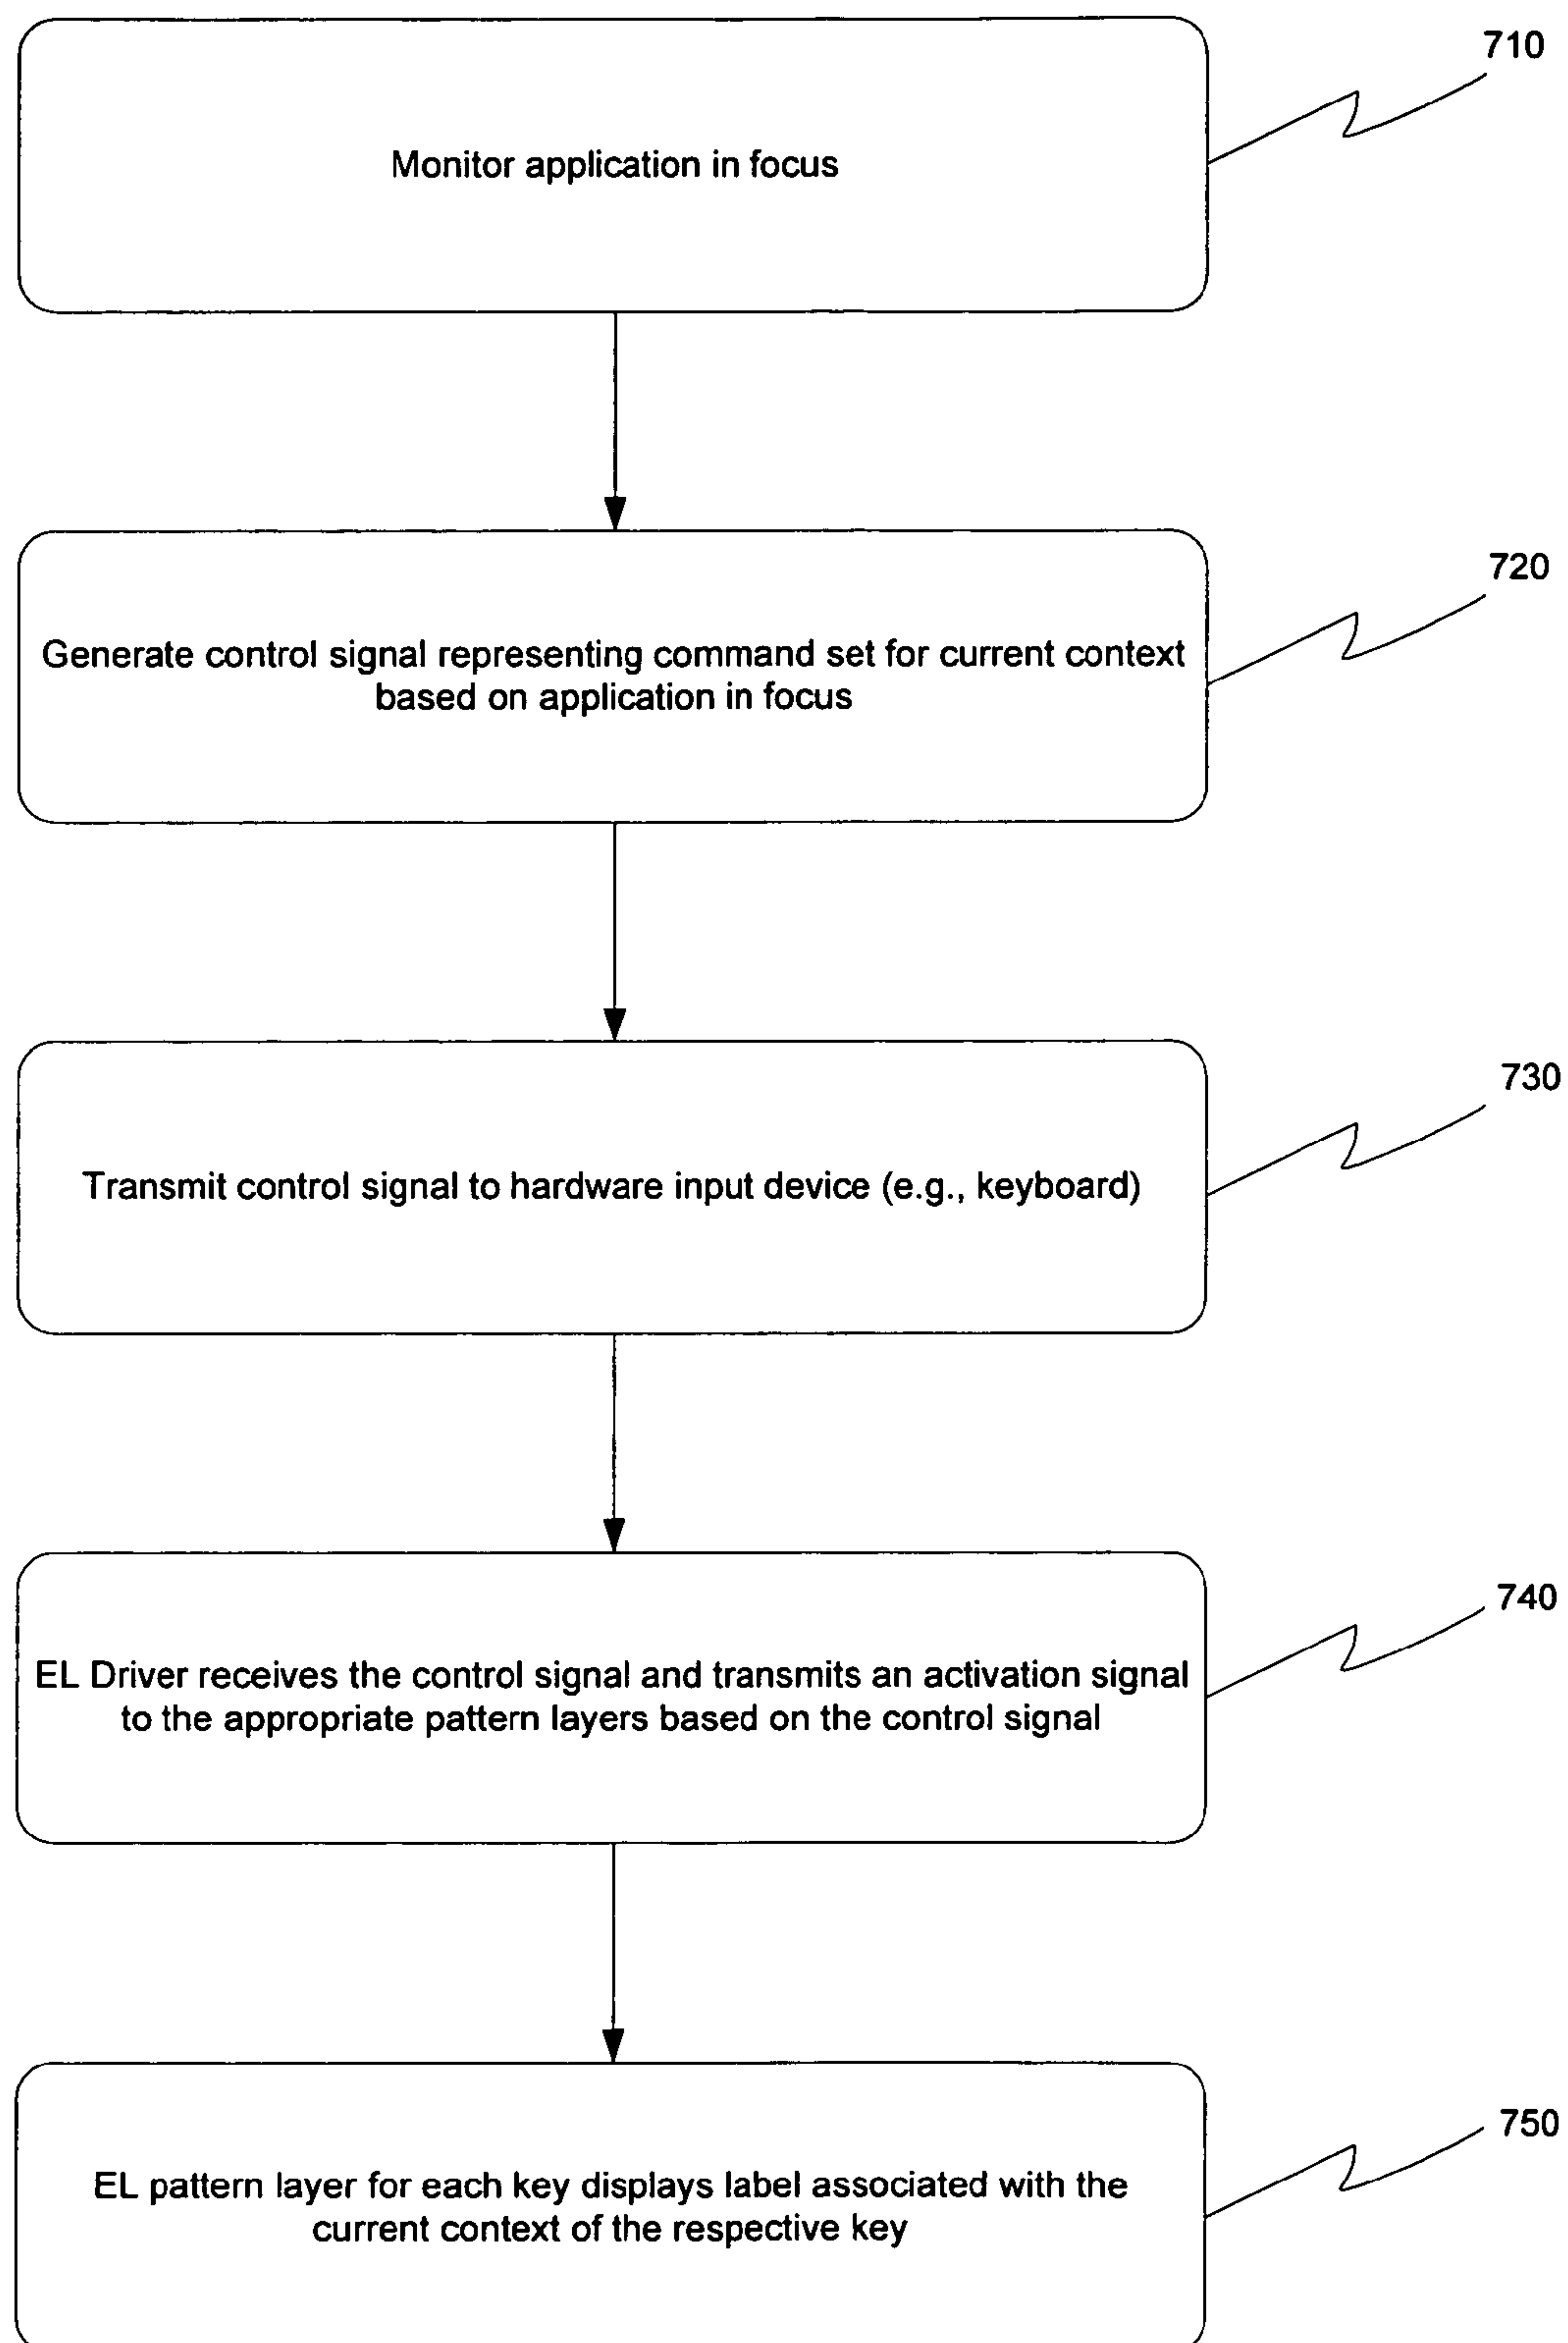 710
Monitor application in focus
720
Generate control signal representing command set for current context
based on application in focus
730
Transmit control signal to hardware input device (e.g., keyboard)
740
EL Driver receives the control signal and transmits an activation signal
to the appropriate pattern layers based on the control signal
750
EL pattern layer for each key displays label associated with the
current context of the respective key